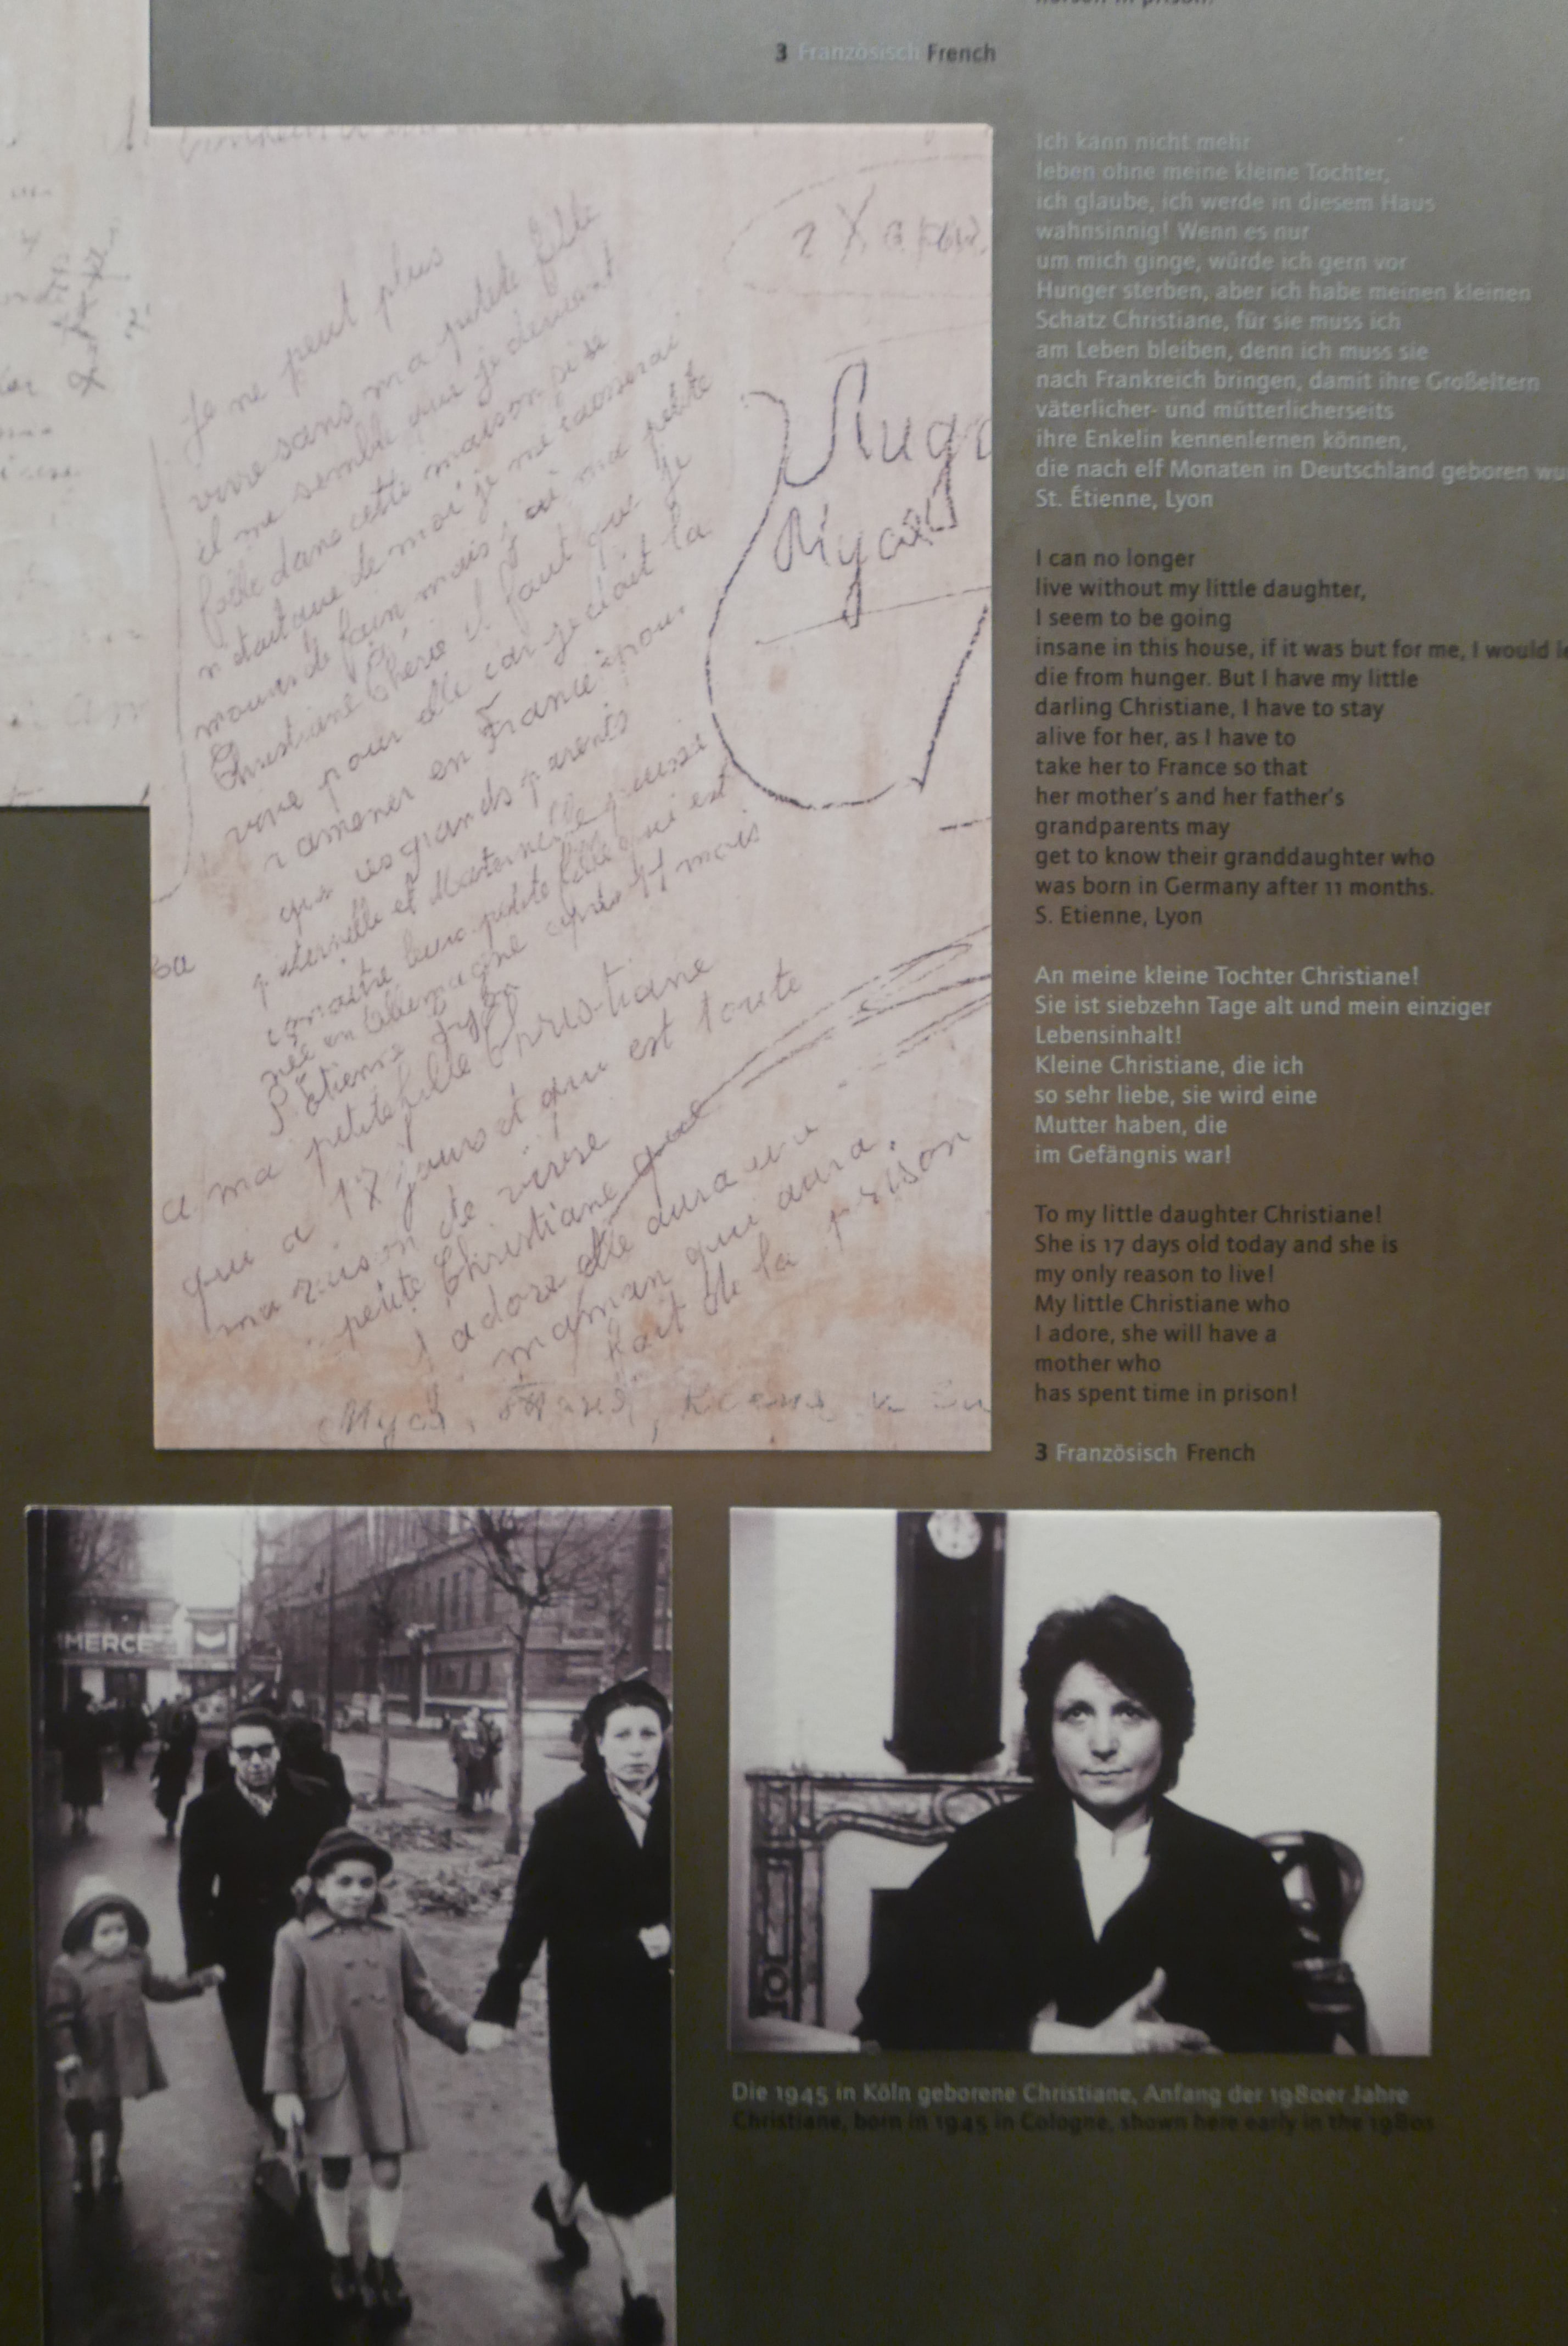 3 Französisch French
Je ne peut plus
vivre sans ma petite fille
il me semble que je devient
folle dans cette maison si se
n'etait que de moi je me laisserai
mourir de faim mais j'ai ma petite
Christiane Cherie il faut que je
vive pour elle car je doit la
ramener en France pour
que ces grands parents
paternelle et Maternelle puisse
connaitre leurs petite fille qui est
née en Allemagne après 11 mois
S. Etienne Lyon
a ma petite fille Christiane
qui a 17 jours et qui est toute
ma raison de vivre
petite Christiane que
j adore elle aura une
maman qui aura
fait de la prison
Ich kann nicht mehr
leben ohne meine kleine Tochter,
ich glaube, ich werde in diesem Haus
wahnsinnig! Wenn es nur
um mich ginge, würde ich gern vor
Hunger sterben, aber ich habe meinen kleinen
Schatz Christiane, für sie muss ich
am Leben bleiben, denn ich muss sie
nach Frankreich bringen, damit ihre Großeltern
väterlicher- und mütterlicherseits
ihre Enkelin kennenlernen können,
die nach elf Monaten in Deutschland geboren wu
St. Étienne, Lyon
I can no longer
live without my little daughter,
I seem to be going
insane in this house, if it was but for me, I would le
die from hunger. But I have my little
darling Christiane, I have to stay
alive for her, as I have to
take her to France so that
her mother's and her father's
grandparents may
get to know their granddaughter who
was born in Germany after 11 months.
S. Etienne, Lyon
An meine kleine Tochter Christiane!
Sie ist siebzehn Tage alt und mein einziger
Lebensinhalt!
Kleine Christiane, die ich
so sehr liebe, sie wird eine
Mutter haben, die
im Gefängnis war!
To my little daughter Christiane!
She is 17 days old today and she is
my only reason to live!
My little Christiane who
I adore, she will have a
mother who
has spent time in prison!
3 Französisch French
MERCE
Die 1945 in Köln geborene Christiane, Anfang der 1980er Jahre
Christiane, born in 1945 in Cologne, shown here early in the 1980s